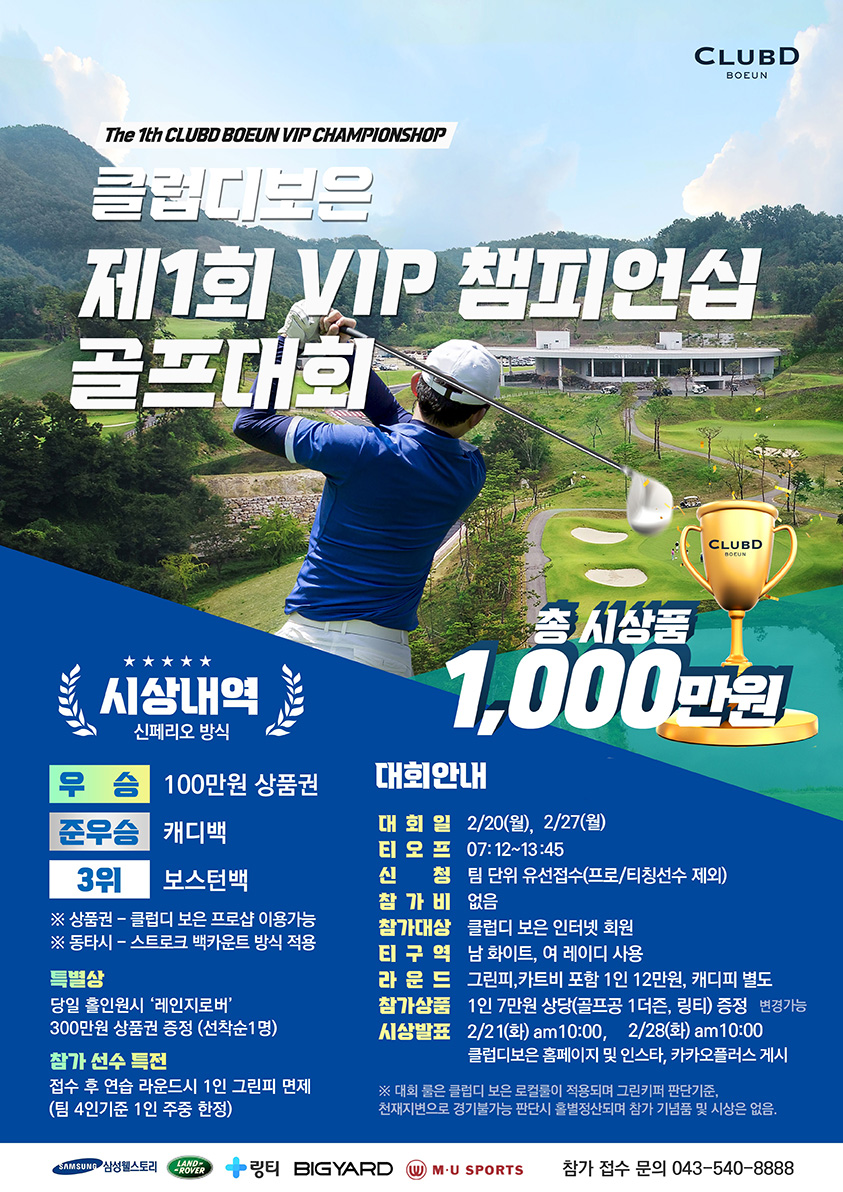 CLUBD
BOEUN
The 1th CLUBD BOEUN VIP CHAMPIONSHOP
클럽디보은
제1회 VIP 챔피언십
골프대회
CLUBD
BOEUN
총 시상품
1,000만원
시상내역
신페리오 방식
우 승 100만원 상품권
준우승 캐디백
3위 보스턴백
※ 상품권 - 클럽디 보은 프로샵 이용가능
※ 동타시 - 스트로크 백카운트 방식 적용
특별상
당일 홀인원시 ‘레인지로버’
300만원 상품권 증정 (선착순1명)
참가 선수 특전
접수 후 연습 라운드시 1인 그린피 면제
(팀 4인기준 1인 주중 한정)
대회안내
대 회 일 2/20(월), 2/27(월)
티 오 프 07:12~13:45
신 청 팀 단위 유선접수(프로/티칭선수 제외)
참 가 비 없음
참가대상 클럽디 보은 인터넷 회원
티 구 역 남 화이트, 여 레이디 사용
라 운 드 그린피,카트비 포함 1인 12만원, 캐디피 별도
참가상품 1인 7만원 상당(골프공 1더즌, 링티) 증정 변경가능
시상발표 2/21(화) am10:00, 2/28(화) am10:00
클럽디보은 홈페이지 및 인스타, 카카오플러스 게시
※ 대회 룰은 클럽디 보은 로컬룰이 적용되며 그린키퍼 판단기준,
천재지변으로 경기불가능 판단시 홀별정산되며 참가 기념품 및 시상은 없음.
SAMSUNG 삼성헬스토리 LAND ROVER 링티 BIGYARD M·U SPORTS 참가 접수 문의 043-540-8888